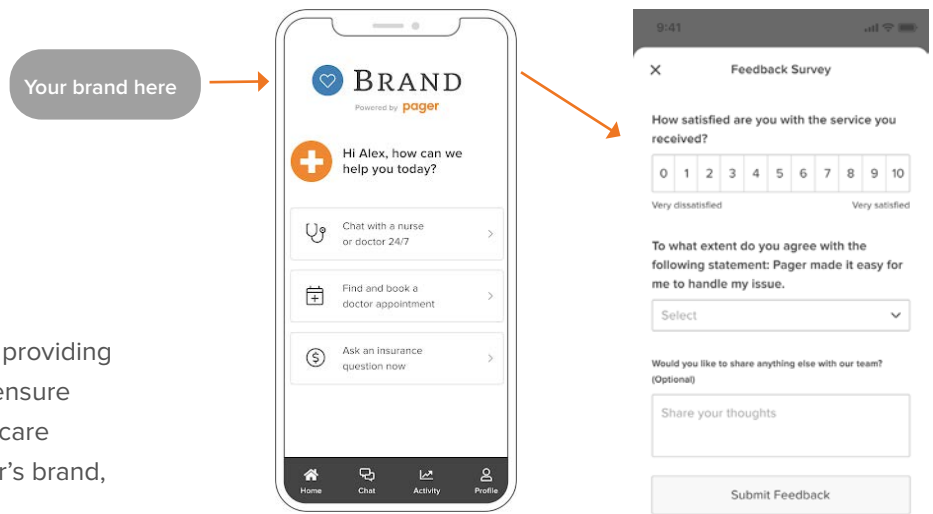 Your brand here
providing
ensure
care
r's brand,
BRAND
Powered by pager
Hi Alex, how can we
help you today?
Chat with a nurse
or doctor 24/7
Find and book a
doctor appointment
Ask an insurance
question now
Home Chat Activity Profile
9:41
Feedback Survey
How satisfied are you with the service you
received?
0 1 2 3 4 5 6 7 8 9 10
Very dissatisfied Very satisfied
To what extent do you agree with the
following statement: Pager made it easy for
me to handle my issue.
Select
Would you like to share anything else with our team?
(Optional)
Share your thoughts
Submit Feedback